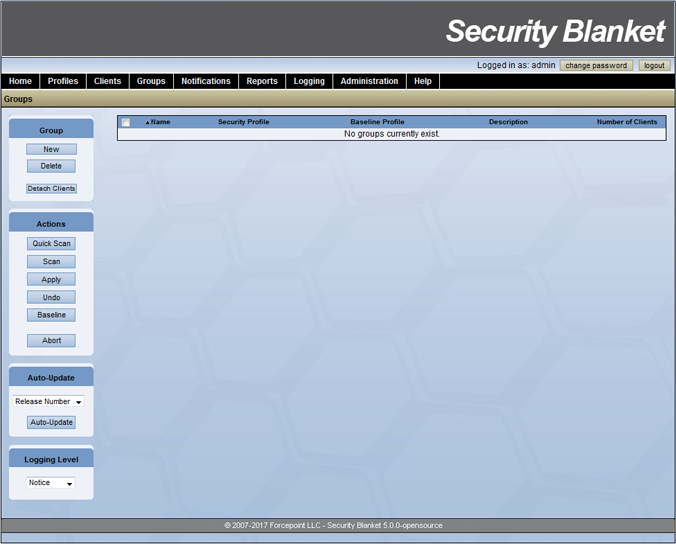 Security Blanket
Logged in as: admin change password logout
Home Profiles Clients Groups Notifications Reports Logging Administration Help
Groups
Group
New
Delete
Detach Clients
Actions
Quick Scan
Scan
Apply
Undo
Baseline
Abort
Auto-Update
Release Number
Auto-Update
Logging Level
Notice
Name Security Profile Baseline Profile Description Number of Clients
No groups currently exist.
© 2007-2017 Forcepoint LLC - Security Blanket 5.0.0-opensource